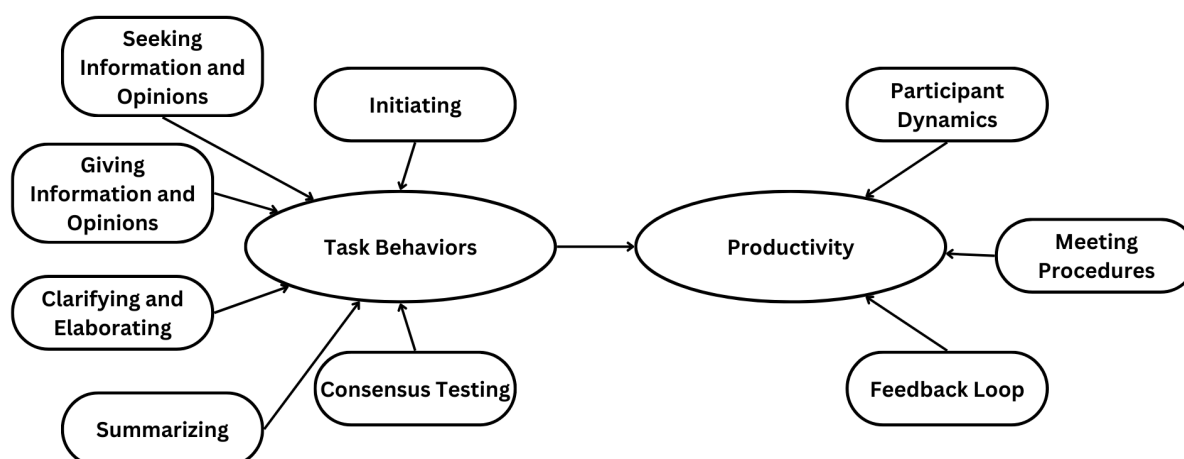 Seeking
Information and
Opinions
Initiating
Participant
Dynamics
Giving
Information and
Opinions
Task Behaviors
Productivity
Meeting
Procedures
Clarifying and
Elaborating
Consensus Testing
Feedback Loop
Summarizing